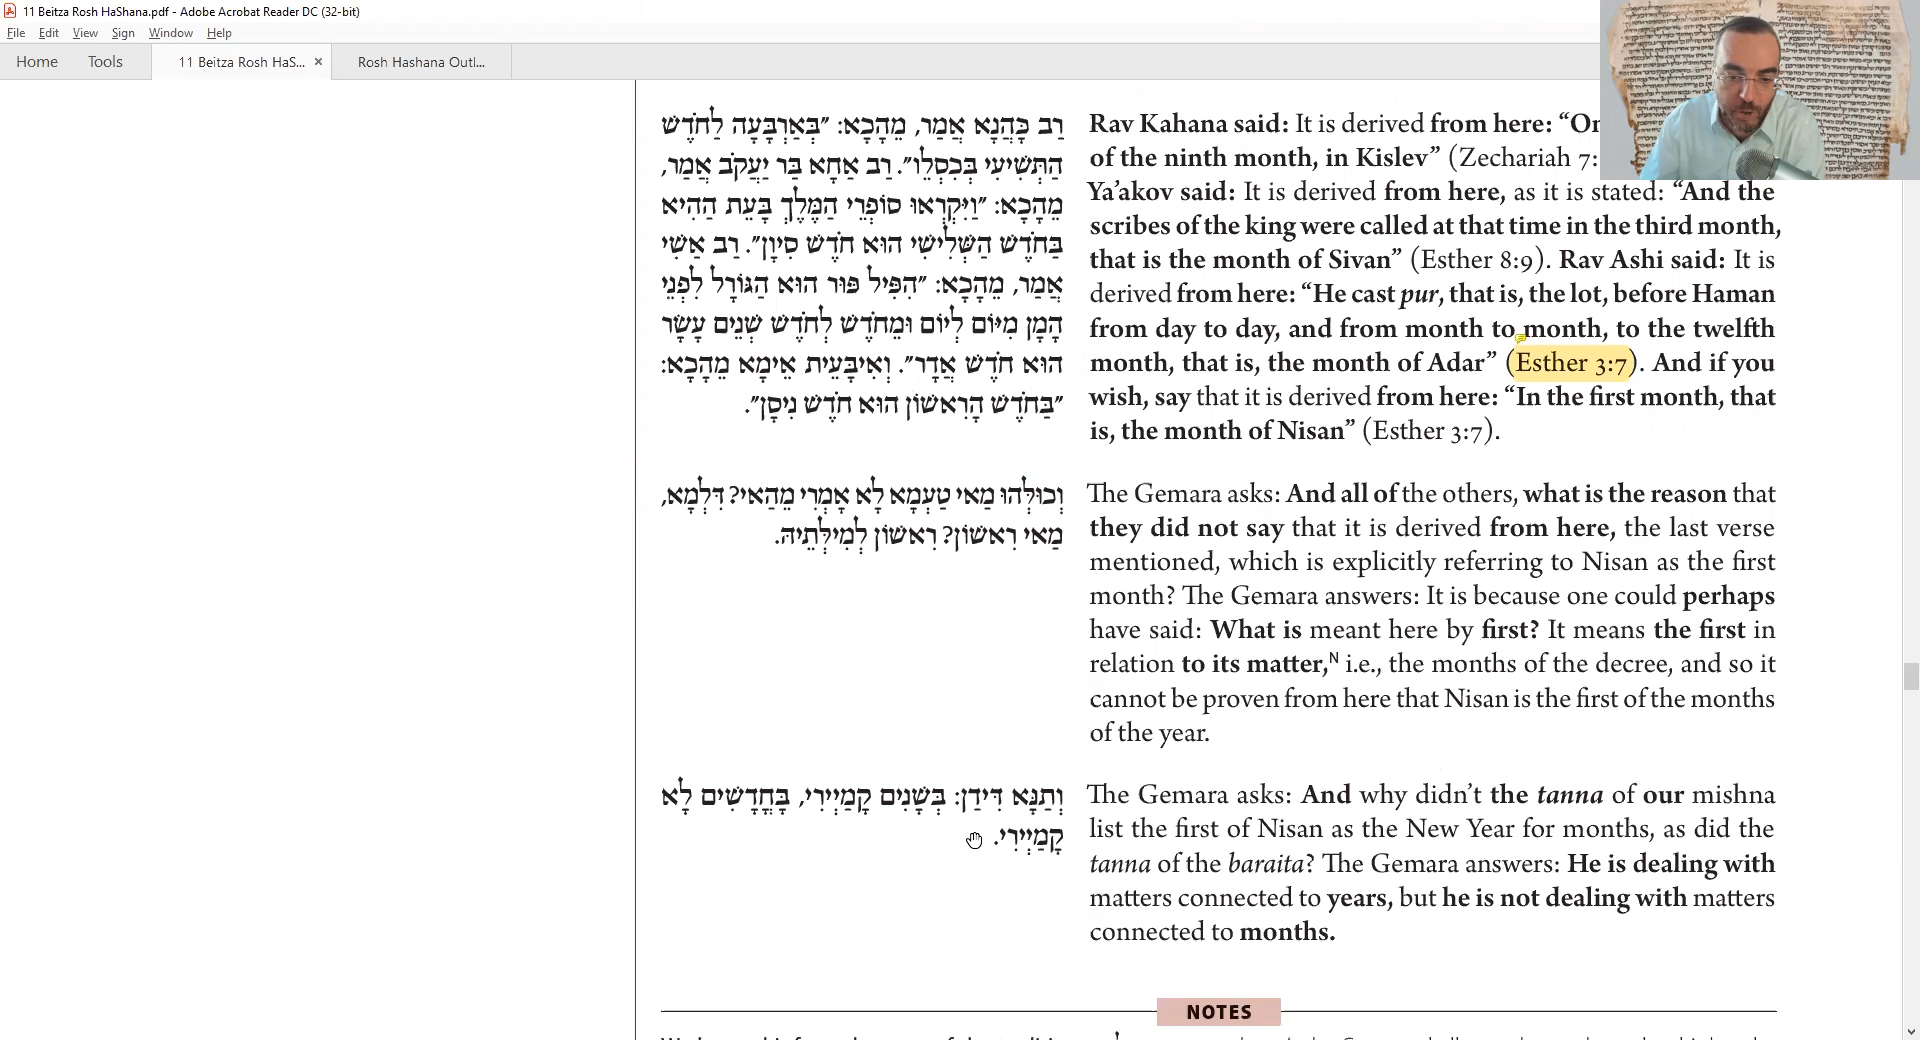 11 Beitza Rosh HaShana.pdf - Adobe Acrobat Reader DC (32-bit)
File Edit View Sign Window Help
Home Tools 11 Beitza Rosh HaS... × Rosh Hashana Outl...
רַב כָּהֲנָא אֲמַר, מֵהָכָא: ״בְּאַרְבָּעָה לַחֹדֶשׁ
הַתְּשִׁיעִי בְּכִסְלֵו״. רַב אַחָא בַּר יַעֲקֹב אֲמַר,
מֵהָכָא: ״וַיִּקָּרְאוּ סוֹפְרֵי הַמֶּלֶךְ בָּעֵת הַהִיא
בַּחֹדֶשׁ הַשְּׁלִישִׁי הוּא חֹדֶשׁ סִיוָן״. רַב אַשִׁי
אֲמַר, מֵהָכָא: ״הִפִּיל פּוּר הוּא הַגּוֹרָל לִפְנֵי
הָמָן מִיּוֹם לְיוֹם וּמֵחֹדֶשׁ לְחֹדֶשׁ שְׁנֵים עָשָׂר
הוּא חֹדֶשׁ אֲדָר״. וְאִיבָּעֵית אֵימָא מֵהָכָא:
״בַּחֹדֶשׁ הָרִאשׁוֹן הוּא חֹדֶשׁ נִיסָן״.
וְכוּלְּהוּ מַאי טַעְמָא לָא אָמְרִי מֵהַאי? דִּלְמָא,
מַאי רִאשׁוֹן? רִאשׁוֹן לְמִילְּתֵיהּ.
וְתַנָּא דִּידַן: בְּשָׁנִים קָמַיְירִי, בָּחֳדָשִׁים לָא
קָמַיְירִי.
Rav Kahana said: It is derived from here:
of the ninth month, in Kislev” (Zechariah 7:
Ya’akov said: It is derived from here, as it is stated: “And the
scribes of the king were called at that time in the third month,
that is the month of Sivan” (Esther 8:9). Rav Ashi said: It is
derived from here: “He cast pur, that is, the lot, before Haman
from day to day, and from month to month, to the twelfth
month, that is, the month of Adar” (Esther 3:7). And if you
wish, say that it is derived from here: “In the first month, that
is, the month of Nisan” (Esther 3:7).
The Gemara asks: And all of the others, what is the reason that
they did not say that it is derived from here, the last verse
mentioned, which is explicitly referring to Nisan as the first
month? The Gemara answers: It is because one could perhaps
have said: What is meant here by first? It means the first in
relation to its matter,N i.e., the months of the decree, and so it
cannot be proven from here that Nisan is the first of the months
of the year.
The Gemara asks: And why didn’t the tanna of our mishna
list the first of Nisan as the New Year for months, as did the
tanna of the baraita? The Gemara answers: He is dealing with
matters connected to years, but he is not dealing with matters
connected to months.
NOTES